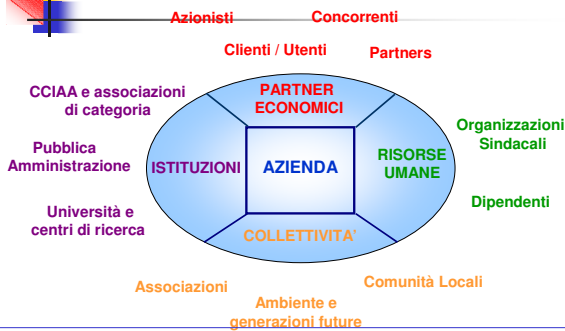 Azionisti
Concorrenti
Clienti / Utenti
Partners
CCIAA e associazioni
di categoria
PARTNER
ECONOMICI
Organizzazioni
Sindacali
Pubblica
Amministrazione
ISTITUZIONI
AZIENDA
RISORSE
UMANE
Dipendenti
Università e
centri di ricerca
COLLETTIVITA’
Associazioni
Comunità Locali
Ambiente e
generazioni future